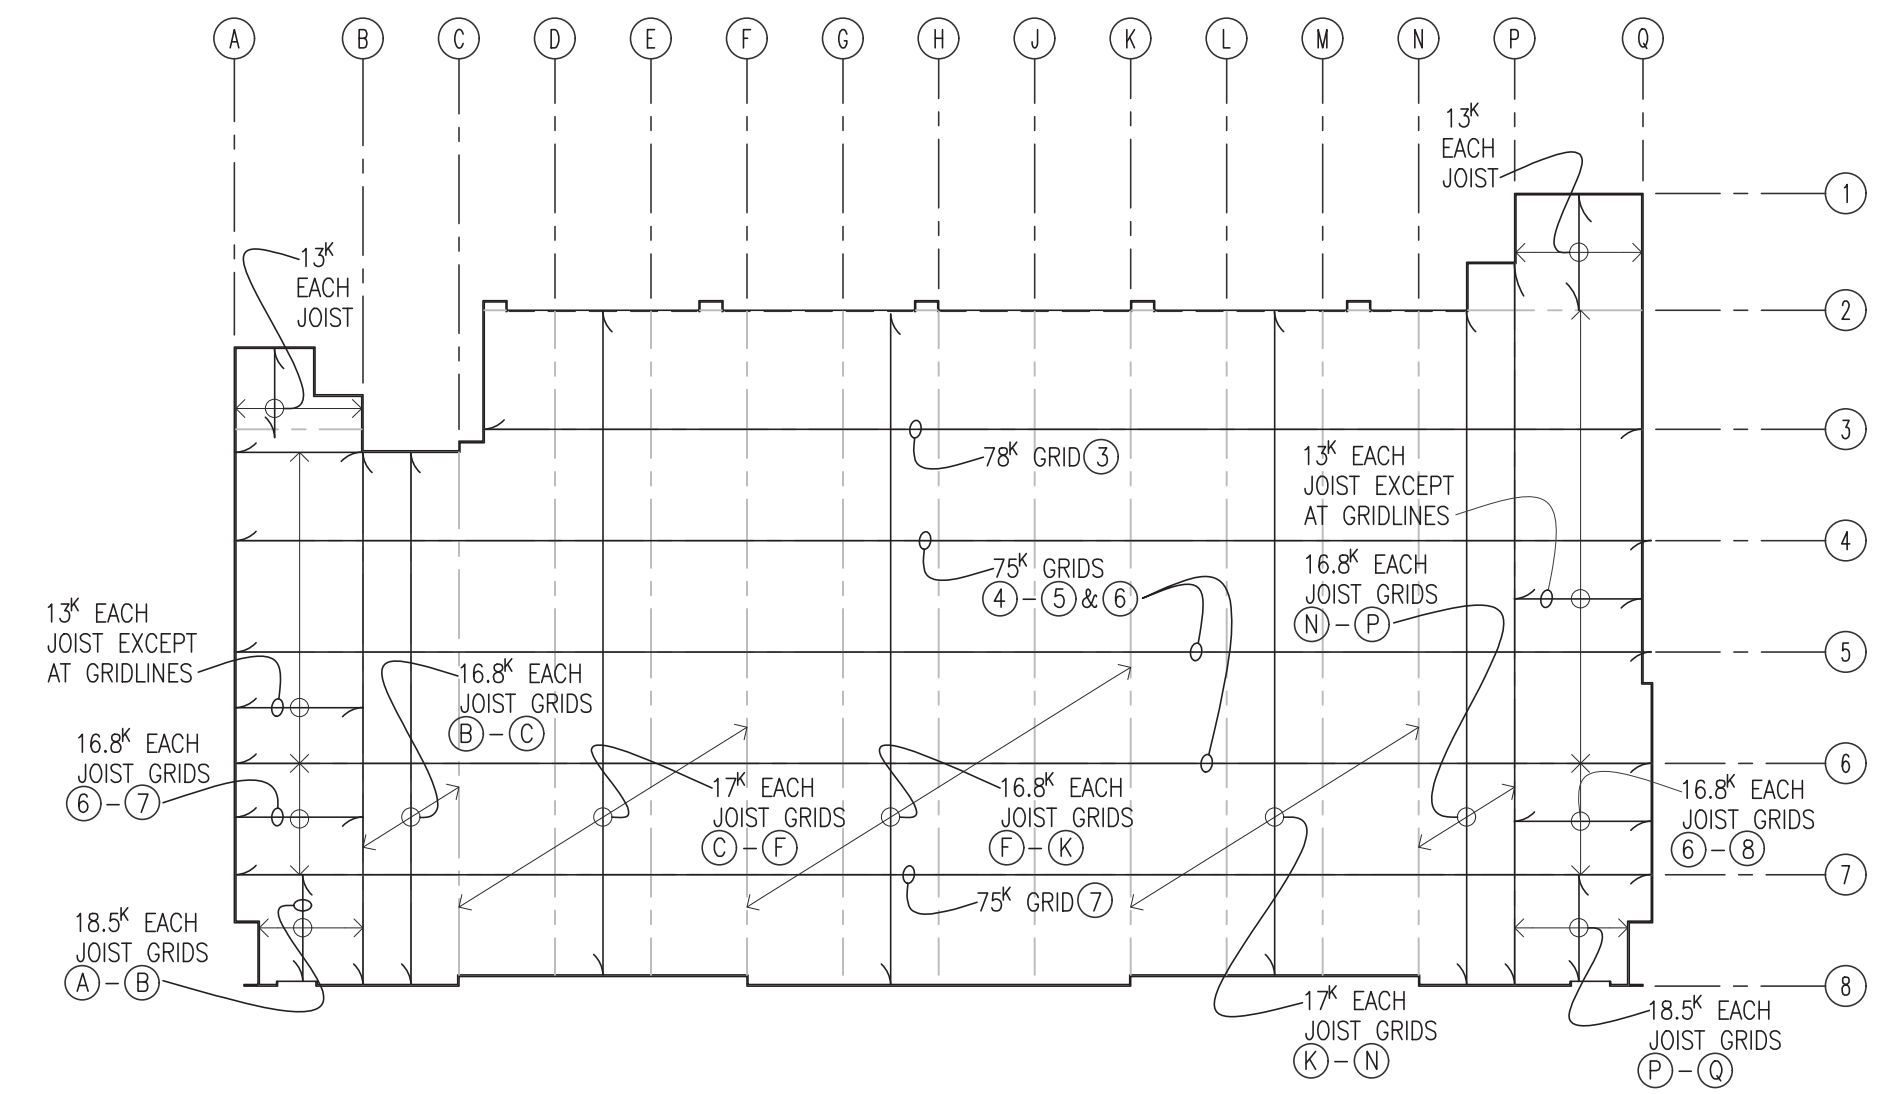 A B C D E F G H J K L M N P Q
13K
EACH
JOIST
1
13K
EACH
JOIST
2
3
78K GRID 3
13K EACH
JOIST EXCEPT
AT GRIDLINES
4
75K GRIDS
4 - 5 & 6
16.8K EACH
JOIST GRIDS
N - P
13K EACH
JOIST EXCEPT
AT GRIDLINES
5
16.8K EACH
JOIST GRIDS
B - C
16.8K EACH
JOIST GRIDS
6 - 7
6
17K EACH
JOIST GRIDS
C - F
16.8K EACH
JOIST GRIDS
F - K
16.8K EACH
JOIST GRIDS
6 - 8
7
75K GRID 7
18.5K EACH
JOIST GRIDS
A - B
8
17K EACH
JOIST GRIDS
K - N
18.5K EACH
JOIST GRIDS
P - Q